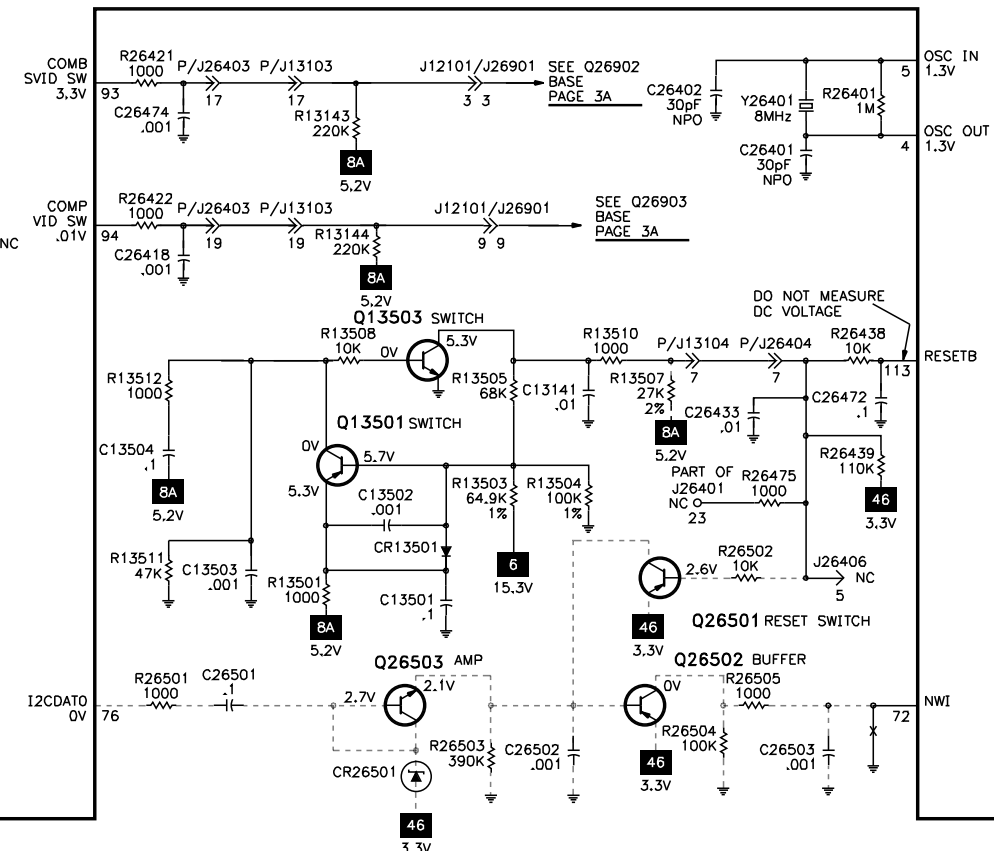 COMB
SVID SW
3.3V
93
R26421
1000
C26474
.001
P/J26403
17
P/J13103
17
R13143
220K
8A
5.2V
J12101/J26901
3 3
SEE Q26902
BASE
PAGE 3A
C26402
30pF
NPO
Y26401
8MHz
R26401
1M
C26401
30pF
NPO
5
OSC IN
1.3V
4
OSC OUT
1.3V
COMP
VID SW
.01V
94
NC
R26422
1000
C26418
.001
P/J26403
19
P/J13103
19
R13144
220K
8A
5.2V
J12101/J26901
9 9
SEE Q26903
BASE
PAGE 3A
DO NOT MEASURE
DC VOLTAGE
Q13503 SWITCH
R13508
10K
0V
5.3V
R13505
68K
R13510
1000
C13141
.01
R13507
27K
2%
8A
5.2V
P/J13104
7
P/J26404
7
R26438
10K
113
RESETB
C26472
.1
C26433
.01
R26439
110K
46
3.3V
R13512
1000
C13504
.1
8A
5.2V
Q13501 SWITCH
0V
5.7V
5.3V
C13502
.001
CR13501
R13503
64.9K
1%
R13504
100K
1%
6
15.3V
PART OF
J26401
NC
23
R26475
1000
R13511
47K
C13503
.001
R13501
1000
8A
5.2V
C13501
.1
2.6V
R26502
10K
J26406
NC
5
46
3.3V
Q26501 RESET SWITCH
I2CDATO
0V
76
R26501
1000
C26501
.1
Q26503 AMP
2.7V
2.1V
CR26501
46
3.3V
R26503
390K
C26502
.001
Q26502 BUFFER
0V
46
3.3V
R26505
1000
R26504
100K
C26503
.001
72
NWI